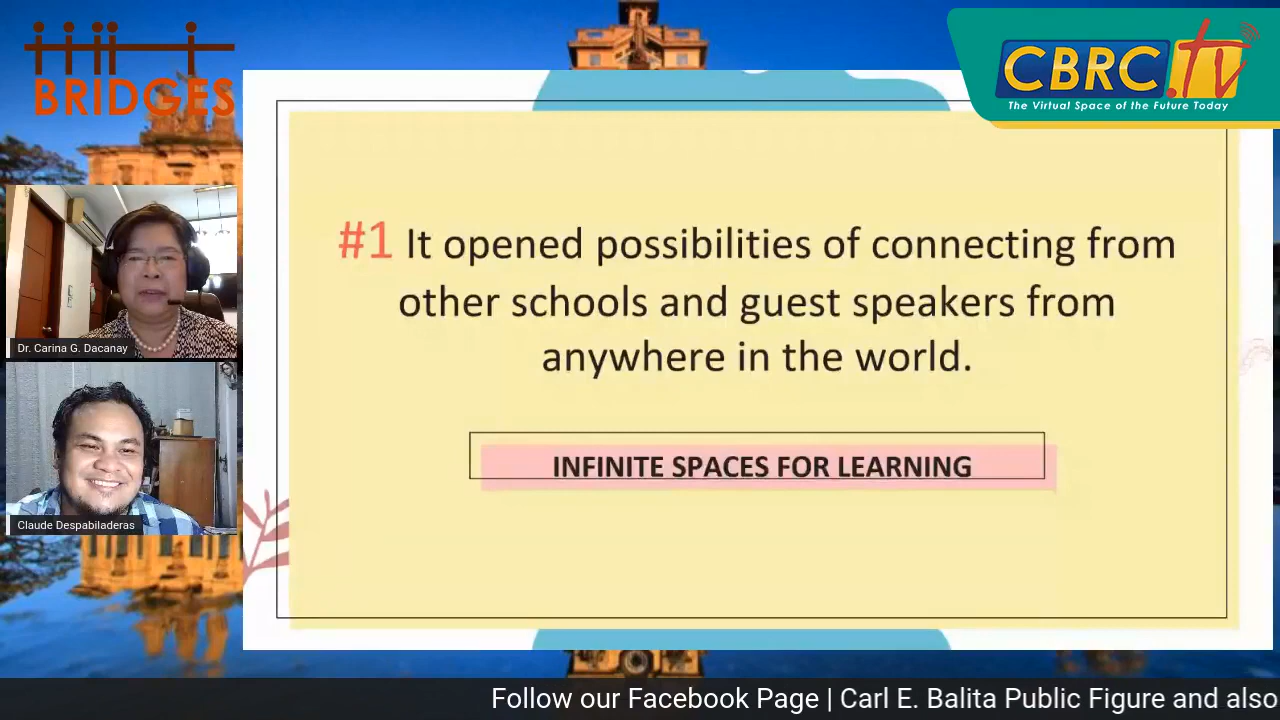 BRIDGES
CBRC.tv
The Virtual Space of the Future Today
#1 It opened possibilities of connecting from
other schools and guest speakers from
anywhere in the world.
INFINITE SPACES FOR LEARNING
Dr. Carina G. Dacanay
Claude Despabiladeras
Follow our Facebook Page | Carl E. Balita Public Figure and also